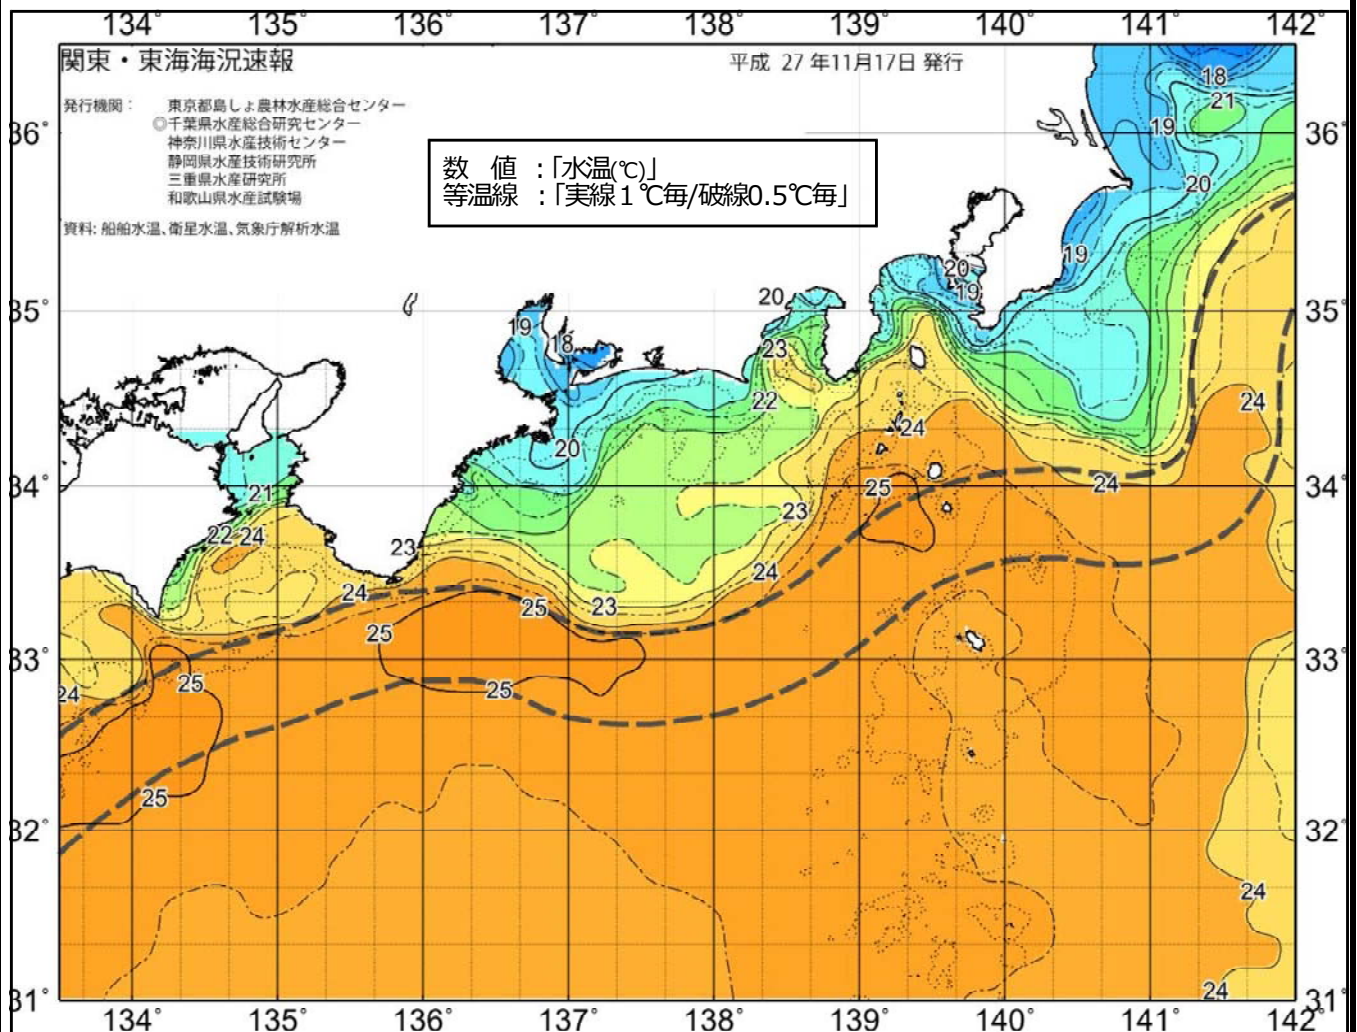 134° 135° 136° 137° 138° 139° 140° 141° 142°
関東・東海海況速報
平成 27 年11月17日 発行
発行機関： 東京都島しょ農林水産総合センター
◎千葉県水産総合研究センター
神奈川県水産技術センター
静岡県水産技術研究所
三重県水産研究所
和歌山県水産試験場
資料: 船舶水温、衛星水温、気象庁解析水温
数 値 :「水温(℃)」
等温線 :「実線１℃毎/破線0.5℃毎」
18
21
36° 19 36°
20
19
20
19
20
35° 35°
19
18
23
22
24
24
20
25
24
34° 21 34°
23
22 24
23
24
24
25
23
25
33° 33°
25
25
24
25
32° 32°
24
24
31° 31°
134° 135° 136° 137° 138° 139° 140° 141° 142°